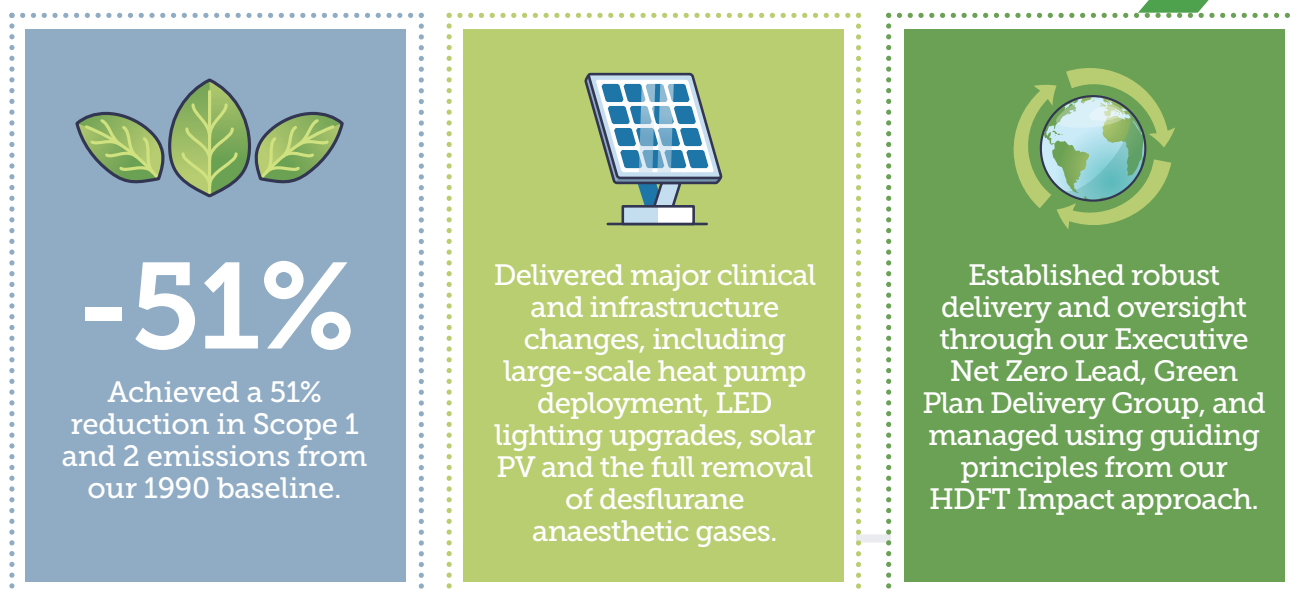 -51%
Achieved a 51%
reduction in Scope 1
and 2 emissions from
our 1990 baseline.
Delivered major clinical
and infrastructure
changes, including
large-scale heat pump
deployment, LED
lighting upgrades, solar
PV and the full removal
of desflurane
anaesthetic gases.
Established robust
delivery and oversight
through our Executive
Net Zero Lead, Green
Plan Delivery Group, and
managed using guiding
principles from our
HDFT Impact approach.